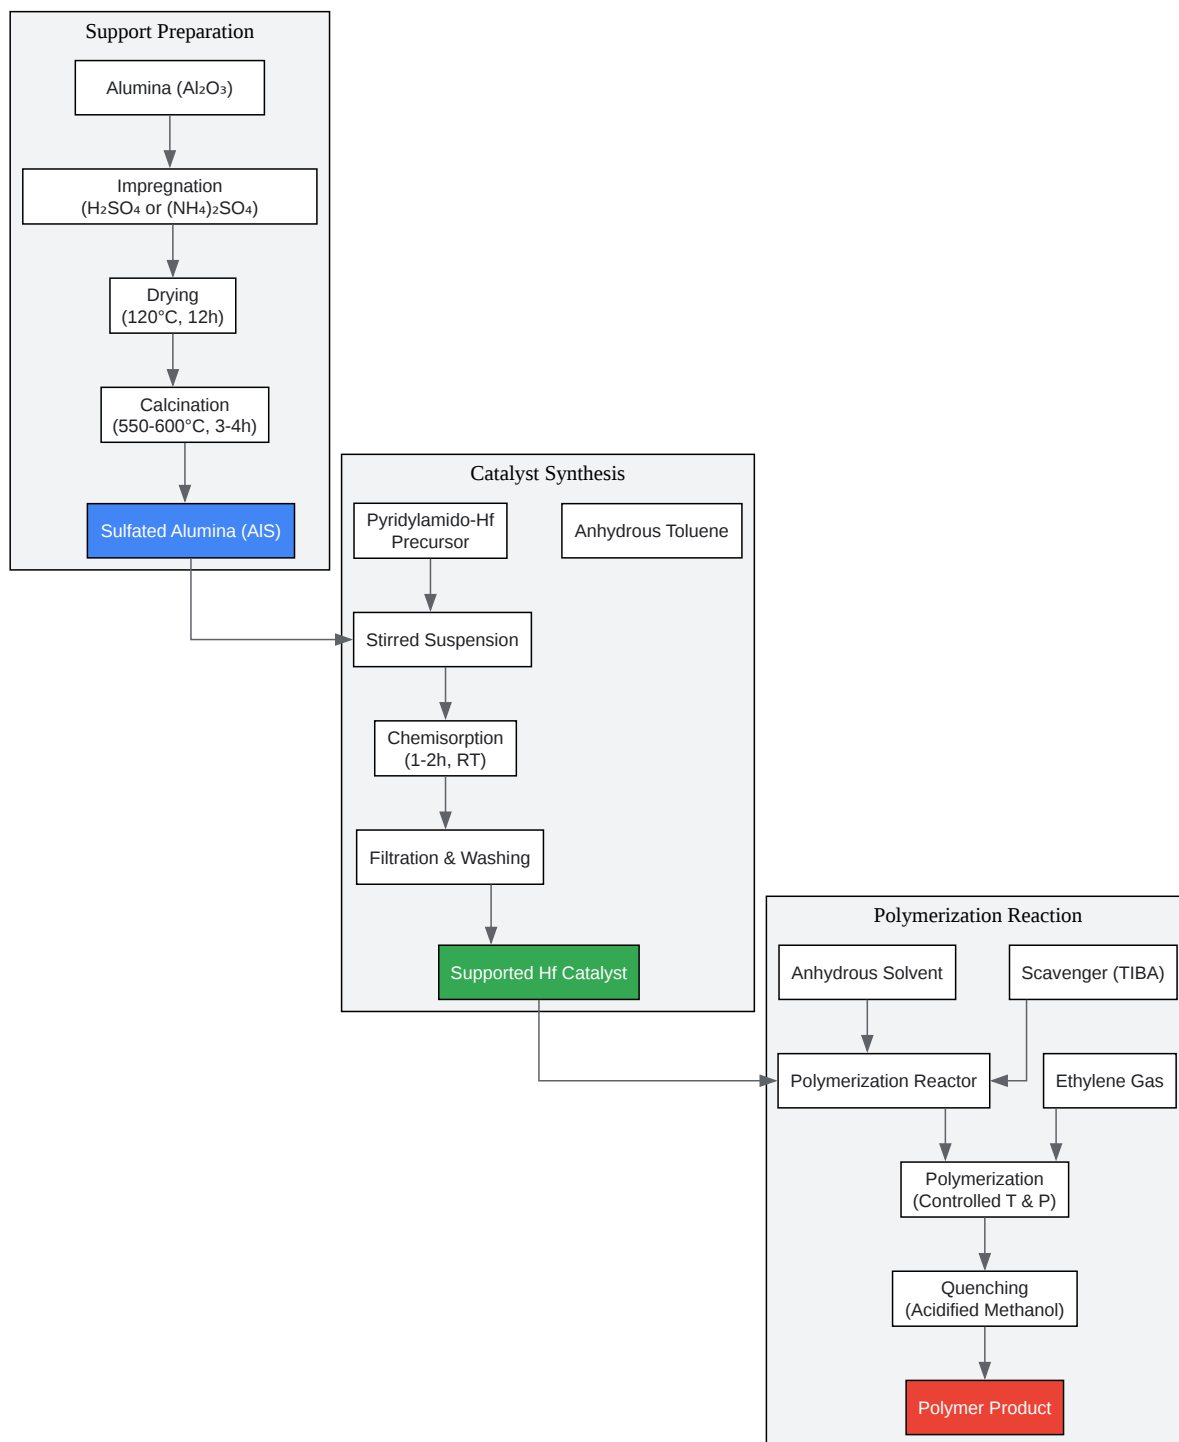 Support Preparation
Alumina (Al₂O₃)
Impregnation
(H₂SO₄ or (NH₄)₂SO₄)
Drying
(120°C, 12h)
Calcination
(550-600°C, 3-4h)
Sulfated Alumina (AlS)
Catalyst Synthesis
Pyridylamido-Hf
Precursor
Anhydrous Toluene
Stirred Suspension
Chemisorption
(1-2h, RT)
Filtration & Washing
Supported Hf Catalyst
Polymerization Reaction
Anhydrous Solvent
Scavenger (TIBA)
Polymerization Reactor
Ethylene Gas
Polymerization
(Controlled T & P)
Quenching
(Acidified Methanol)
Polymer Product